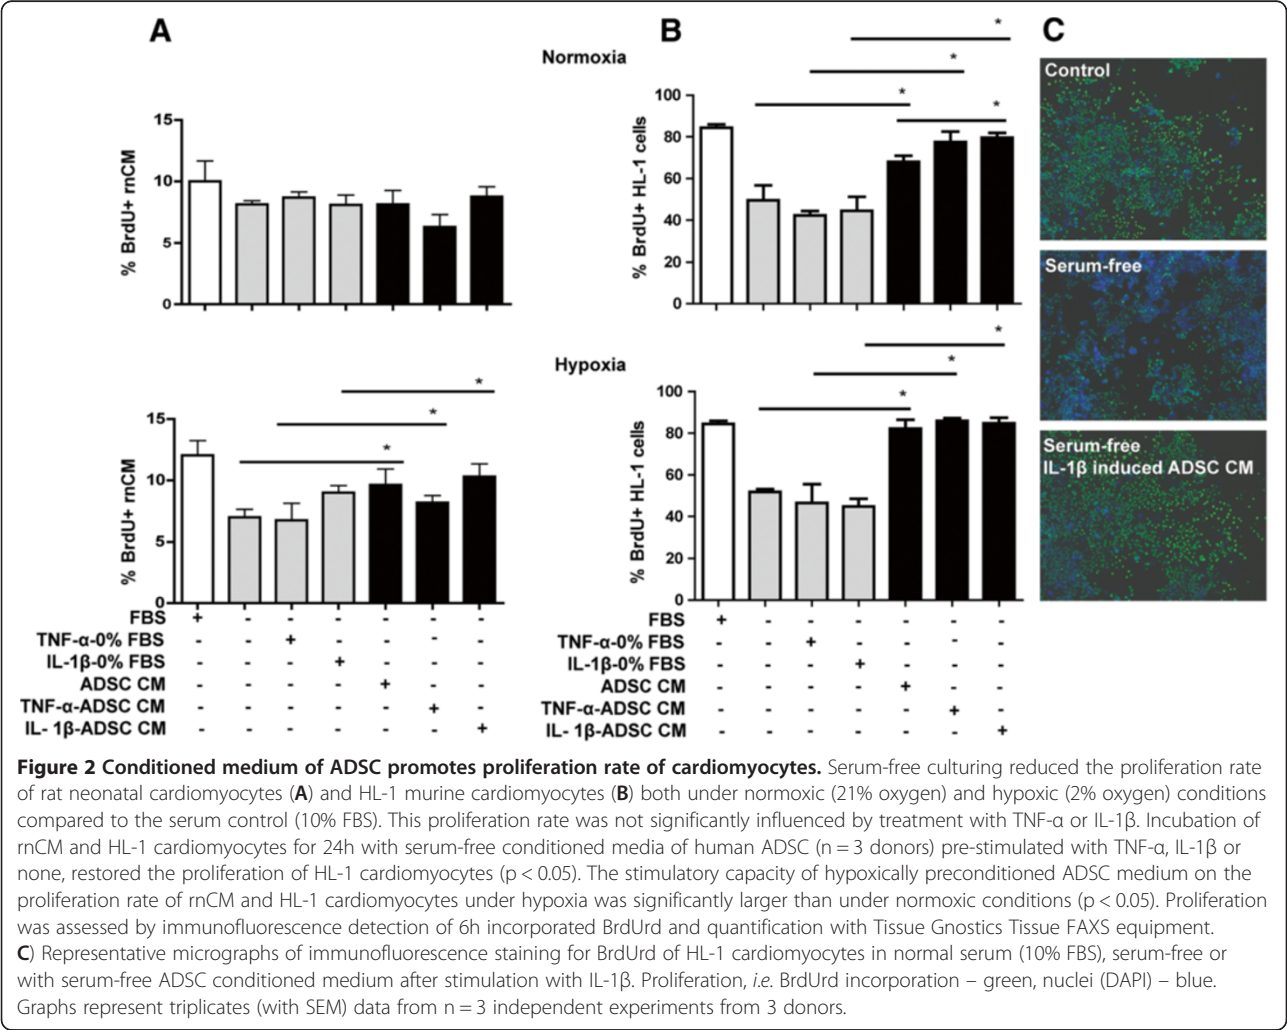 A
B
C
Normoxia
* * * *
% BrdU+ rnCM
15
10
5
0
% BrdU+ HL-1 cells
100
80
60
40
20
0
Control
Serum-free
Serum-free
IL-1β induced ADSC CM
Hypoxia
* * *
% BrdU+ rnCM
15
10
5
0
* * *
% BrdU+ HL-1 cells
100
80
60
40
20
0
FBS + - - - - - -
TNF-α-0% FBS - - + - - - -
IL-1β-0% FBS - - - + - - -
ADSC CM - - - - + - -
TNF-α-ADSC CM - - - - - + -
IL- 1β-ADSC CM - - - - - - +
FBS + - - - - - -
TNF-α-0% FBS - - + - - - -
IL-1β-0% FBS - - - + - - -
ADSC CM - - - - + - -
TNF-α-ADSC CM - - - - - + -
IL- 1β-ADSC CM - - - - - - +
Figure 2 Conditioned medium of ADSC promotes proliferation rate of cardiomyocytes. Serum-free culturing reduced the proliferation rate
of rat neonatal cardiomyocytes (A) and HL-1 murine cardiomyocytes (B) both under normoxic (21% oxygen) and hypoxic (2% oxygen) conditions
compared to the serum control (10% FBS). This proliferation rate was not significantly influenced by treatment with TNF-α or IL-1β. Incubation of
rnCM and HL-1 cardiomyocytes for 24h with serum-free conditioned media of human ADSC (n = 3 donors) pre-stimulated with TNF-α, IL-1β or
none, restored the proliferation of HL-1 cardiomyocytes (p < 0.05). The stimulatory capacity of hypoxically preconditioned ADSC medium on the
proliferation rate of rnCM and HL-1 cardiomyocytes under hypoxia was significantly larger than under normoxic conditions (p < 0.05). Proliferation
was assessed by immunofluorescence detection of 6h incorporated BrdUrd and quantification with Tissue Gnostics Tissue FAXS equipment.
C) Representative micrographs of immunofluorescence staining for BrdUrd of HL-1 cardiomyocytes in normal serum (10% FBS), serum-free or
with serum-free ADSC conditioned medium after stimulation with IL-1β. Proliferation, i.e. BrdUrd incorporation – green, nuclei (DAPI) – blue.
Graphs represent triplicates (with SEM) data from n = 3 independent experiments from 3 donors.